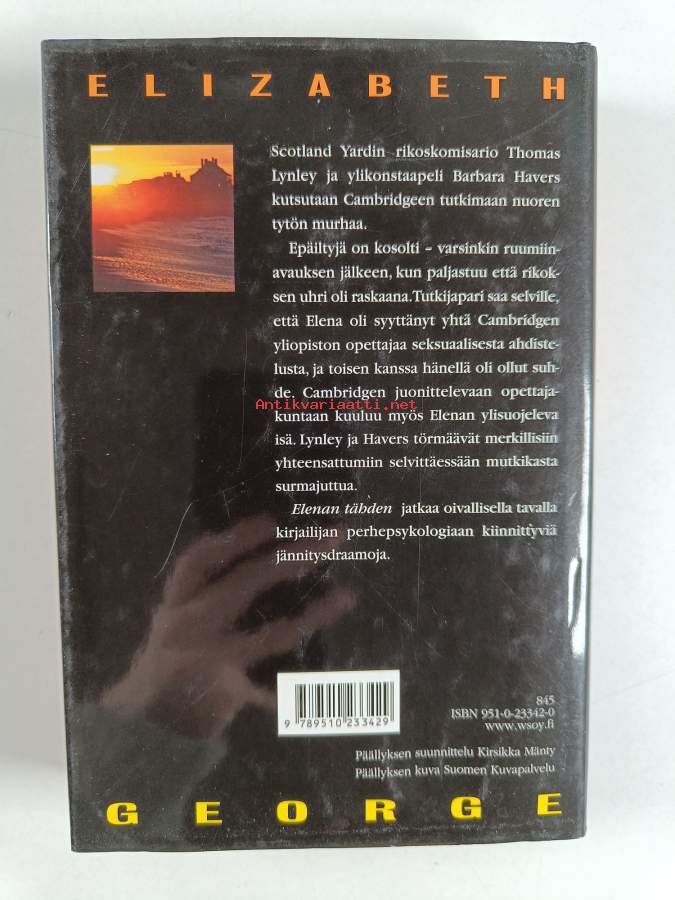 ELIZABETH
Scotland Yardin rikoskomisario Thomas
Lynley ja ylikonstaapeli Barbara Havers
kutsutaan Cambridgeen tutkimaan nuoren
tytön murhaa.
Epäiltyjä on kosolti – varsinkin ruumiin-
avauksen jälkeen, kun paljastuu että rikok-
sen uhri oli raskaana. Tutkijapari saa selville,
että Elena oli syyttänyt yhtä Cambridgen
yliopiston opettajaa seksuaalisesta ahdiste-
lusta, ja toisen kanssa hänellä oli ollut suh-
de. Cambridgen juonittelevaan opettaja-
Antikvariaatti.net
kuntaan kuuluu myös Elenan ylisuojeleva
isä. Lynley ja Havers törmäävät merkillisiin
yhteensattumiin selvittäessään mutkikasta
surmajuttua.
Elenan tähden jatkaa oivallisella tavalla
kirjailijan perhepsykologiaan kiinnittyviä
jännitysdraamoja.
845
ISBN 951-0-23342-0
www.wsoy.fi
9 789510 233429
Päällyksen suunnittelu Kirsikka Mänty
Päällyksen kuva Suomen Kuvapalvelu
GEORGE